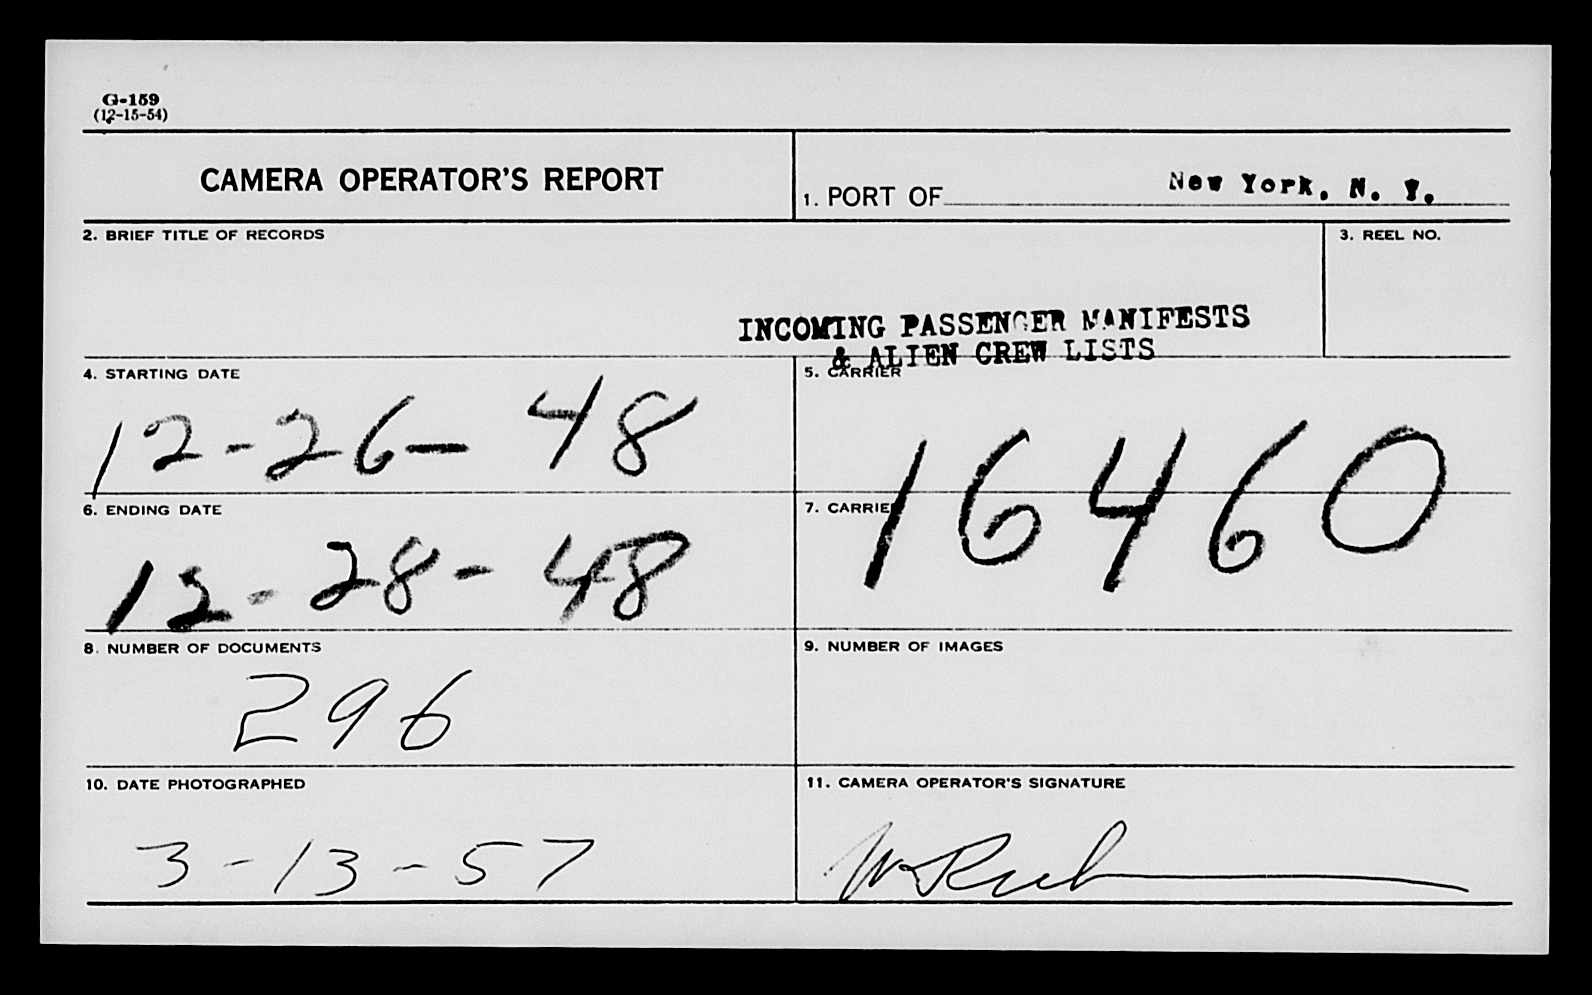 G-159
(12-15-54)
CAMERA OPERATOR'S REPORT
1. PORT OF New York, N. Y.
2. BRIEF TITLE OF RECORDS
3. REEL NO.
INCOMING PASSENGER MANIFESTS
& ALIEN CREW LISTS
4. STARTING DATE
12-26-48
5. CARRIER
16460
6. ENDING DATE
12-28-48
7. CARRIE
8. NUMBER OF DOCUMENTS
296
9. NUMBER OF IMAGES
10. DATE PHOTOGRAPHED
3-13-57
11. CAMERA OPERATOR'S SIGNATURE